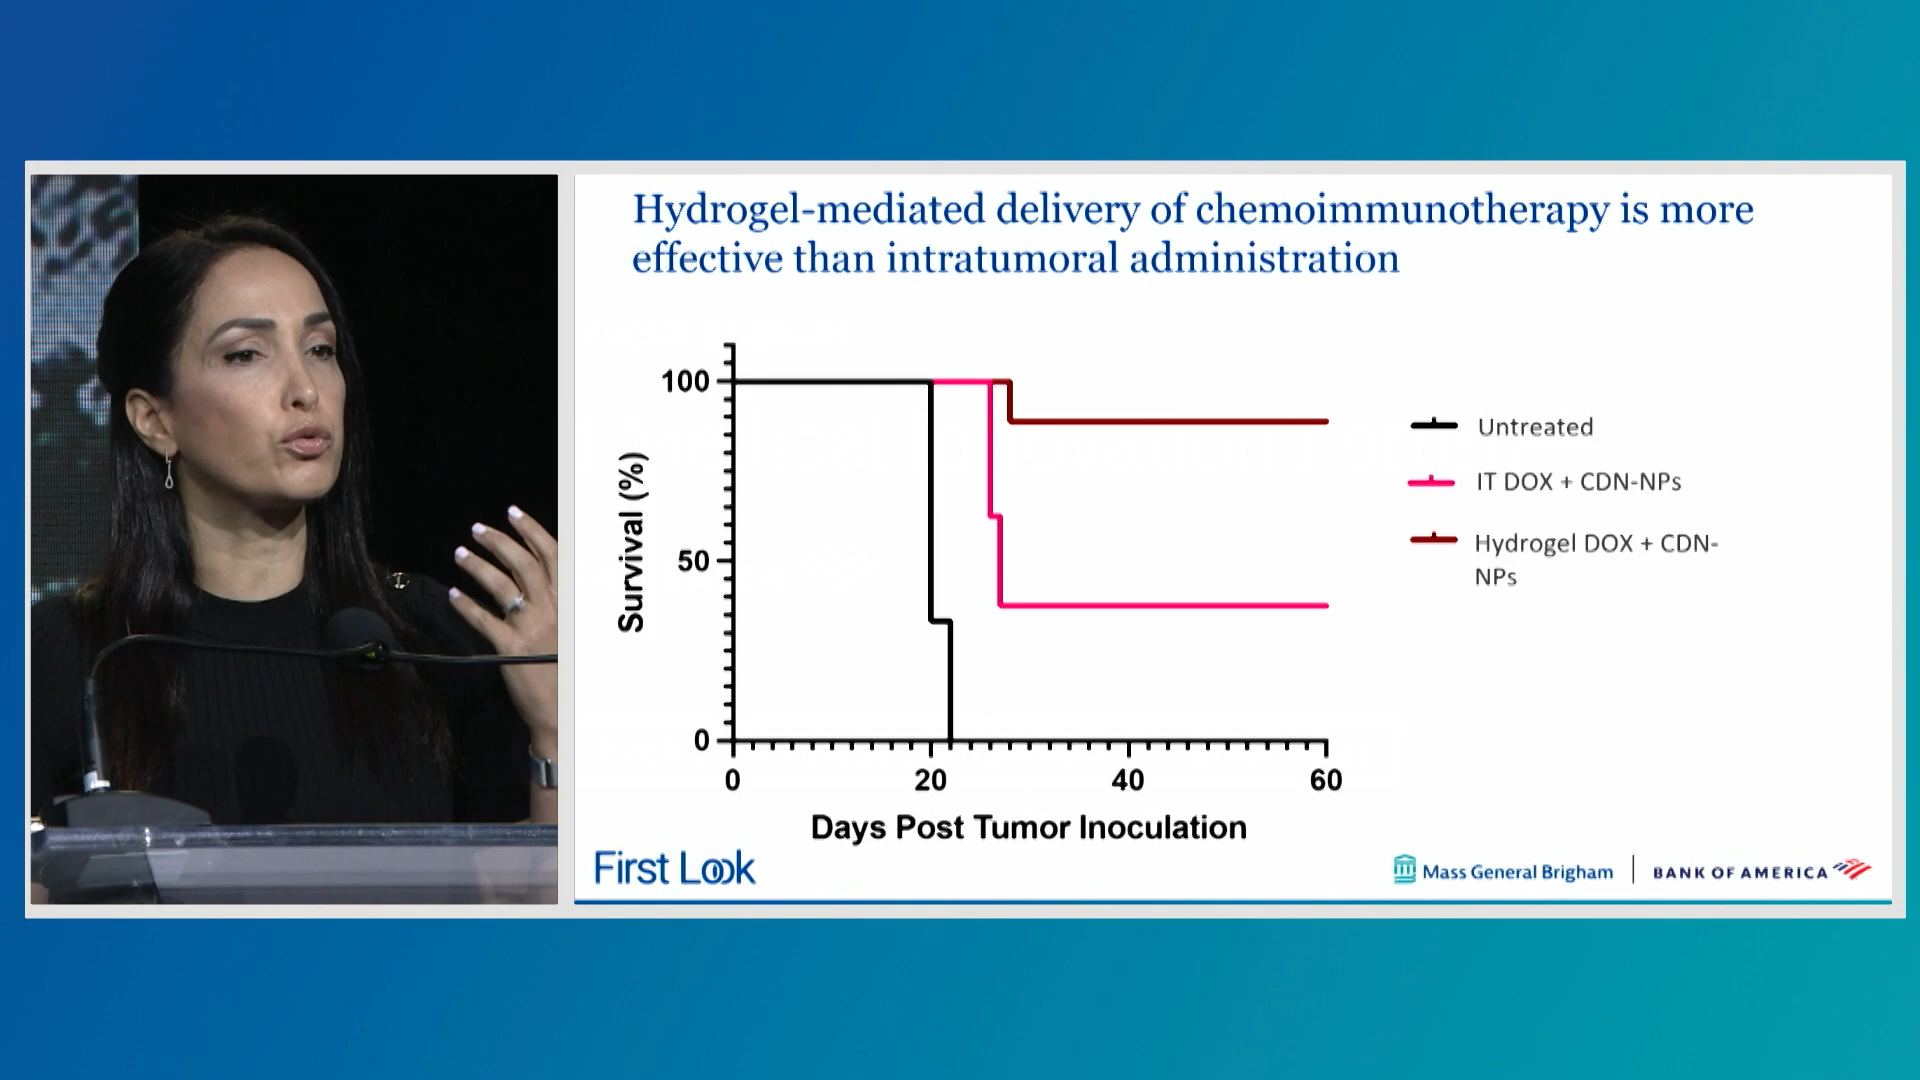 Hydrogel-mediated delivery of chemoimmunotherapy is more
effective than intratumoral administration
100
50
0
Survival (%)
0 20 40 60
Days Post Tumor Inoculation
Untreated
IT DOX + CDN-NPs
Hydrogel DOX + CDN-
NPs
First Look
Mass General Brigham
BANK OF AMERICA